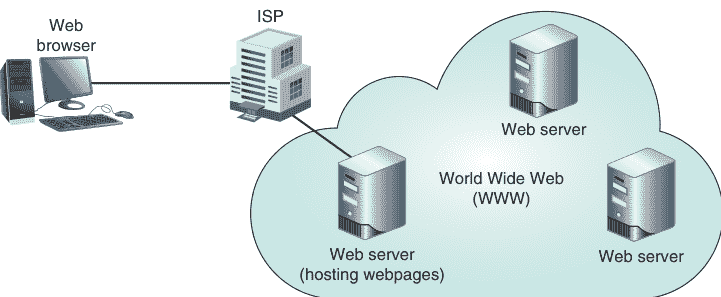 Web
browser
ISP
Web server
World Wide Web
(WWW)
Web server
(hosting webpages)
Web server